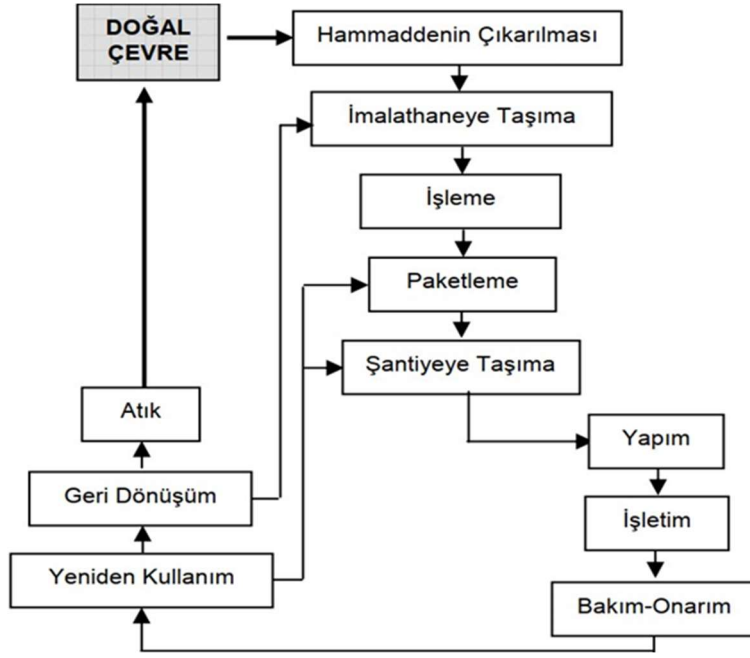 DOĞAL
ÇEVRE
Hammaddenin Çıkarılması
İmalathaneye Taşıma
İşleme
Paketleme
Şantiyeye Taşıma
Yapım
İşletim
Bakım-Onarım
Yeniden Kullanım
Geri Dönüşüm
Atık